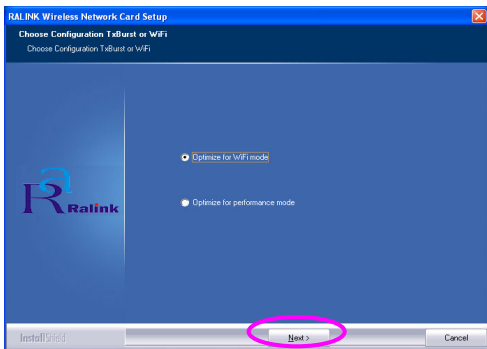 RALINK Wireless Network Card Setup
Choose Configuration TxBurst or WiFi
Choose Configuration TxBurst or WiFi
Optimize for WiFi mode
Ralink
Optimize for performance mode
InstallShield
Next >
Cancel